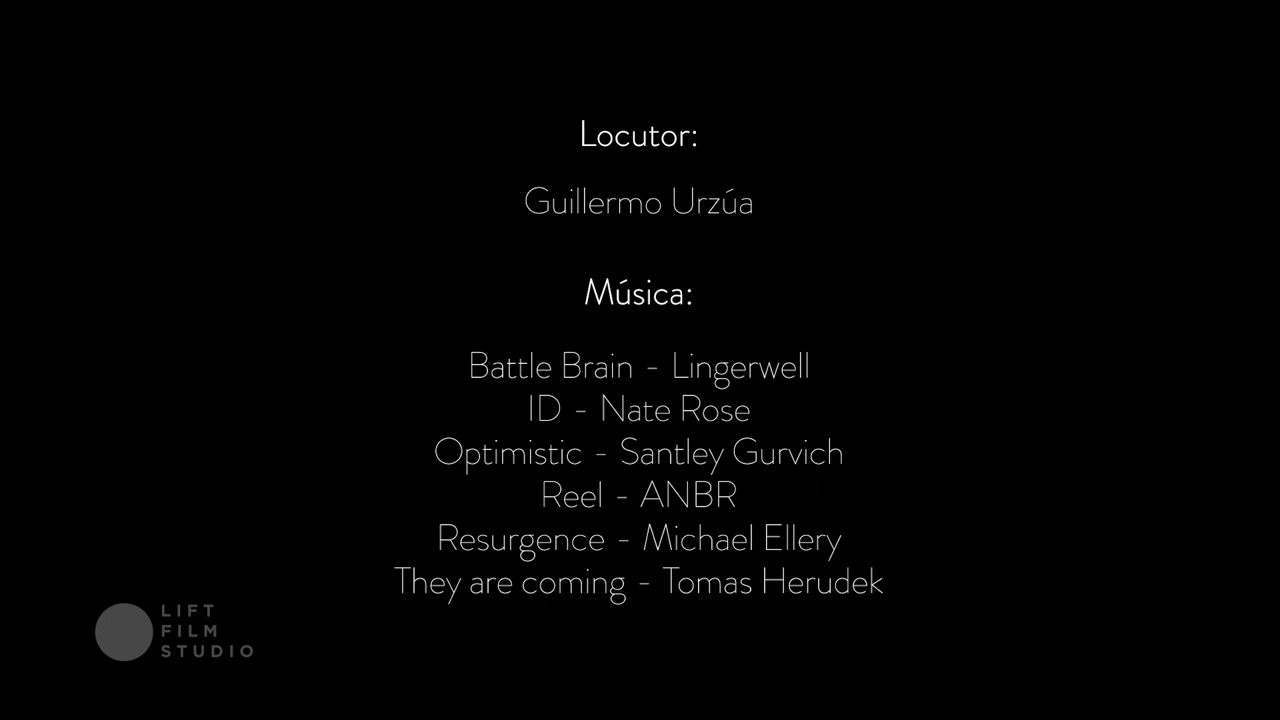 Locutor:
Guillermo Urzúa
Música:
Battle Brain - Lingerwell
ID - Nate Rose
Optimistic - Santley Gurvich
Reel - ANBR
Resurgence - Michael Ellery
They are coming - Tomas Herudek
LIFT
FILM
STUDIO